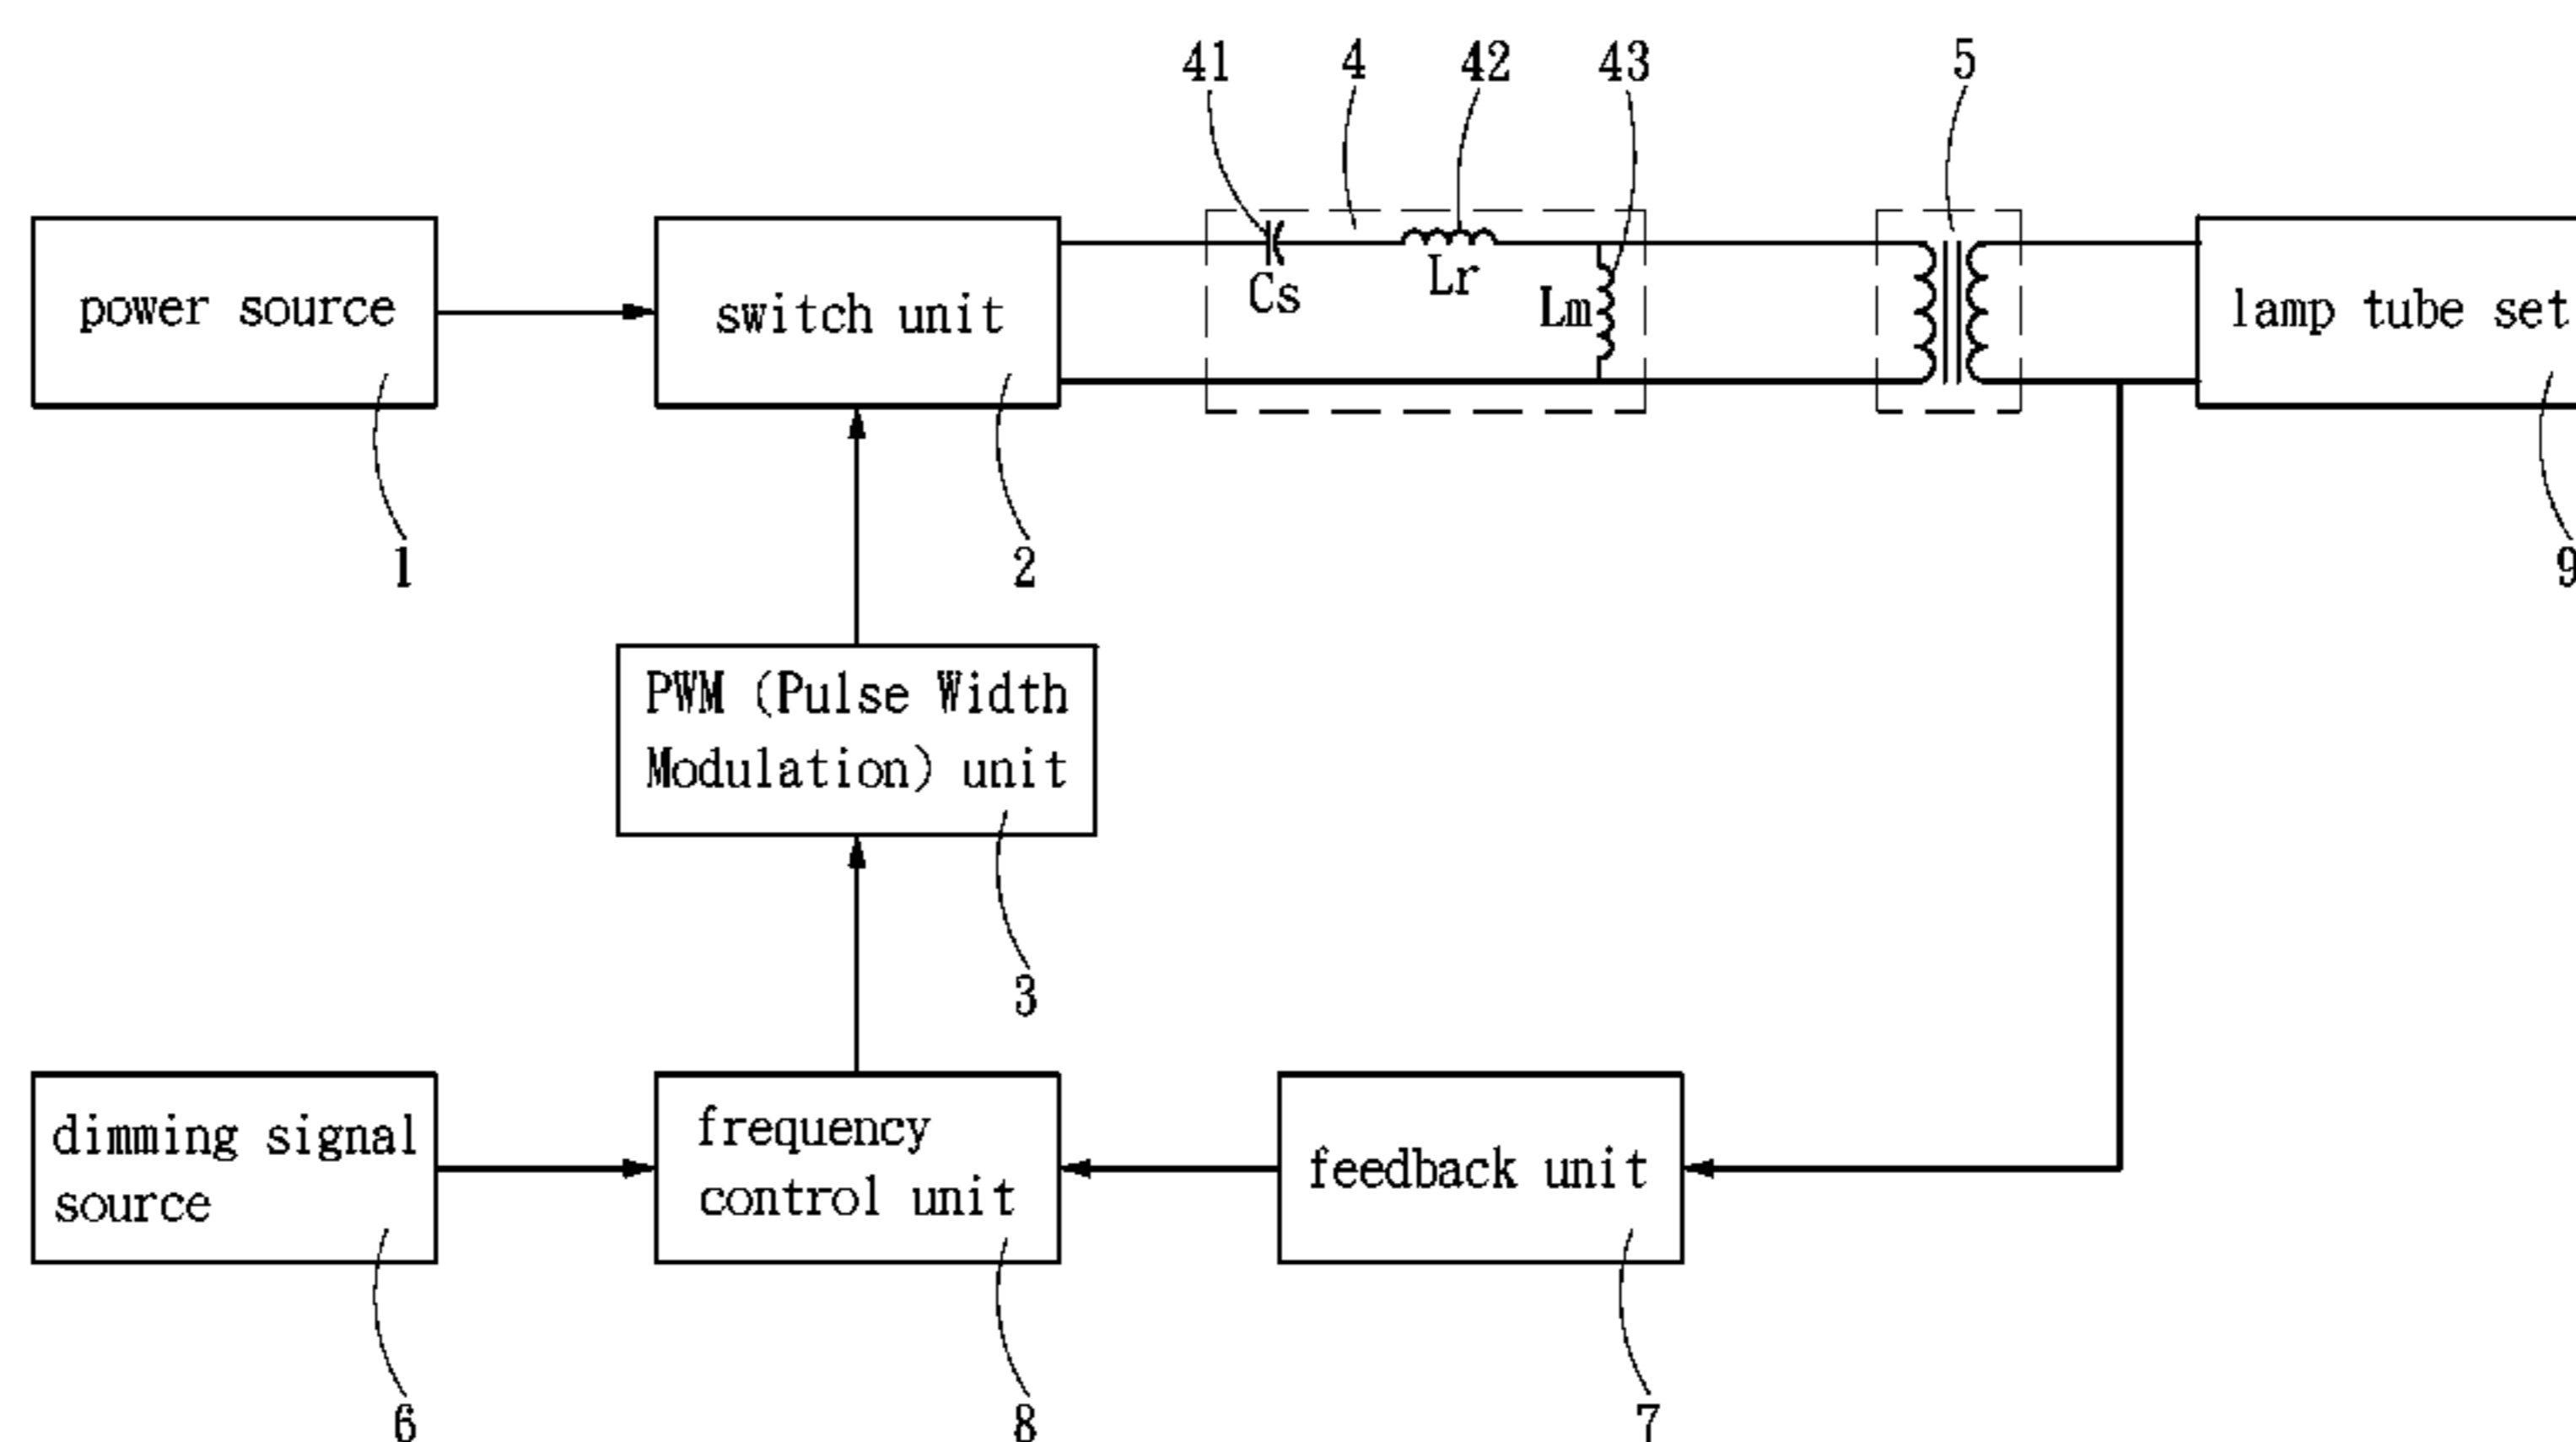 41 4 42 43 5
power source
switch unit
Cs
Lr
Lm
lamp tube set
1
2
9
PWM (Pulse Width
Modulation) unit
3
dimming signal
source
frequency
control unit
feedback unit
6
8
7